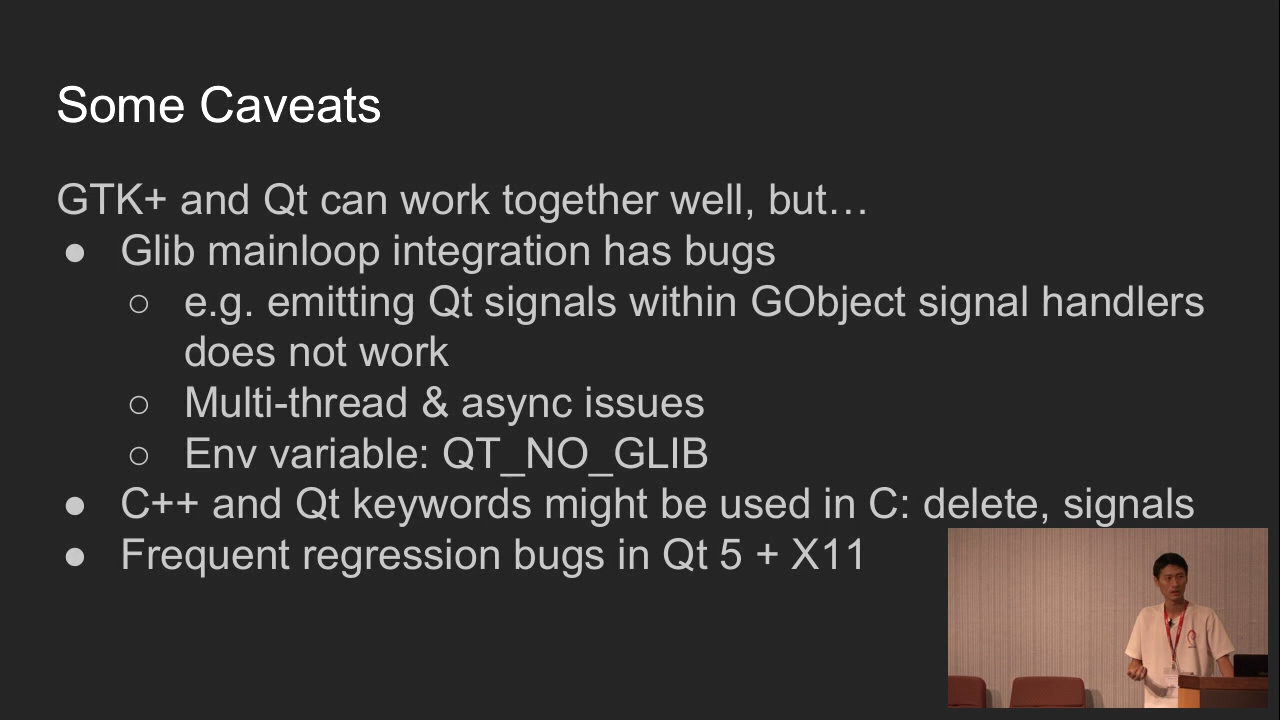 Some Caveats
GTK+ and Qt can work together well, but…
● Glib mainloop integration has bugs
○ e.g. emitting Qt signals within GObject signal handlers
does not work
○ Multi-thread & async issues
○ Env variable: QT_NO_GLIB
● C++ and Qt keywords might be used in C: delete, signals
● Frequent regression bugs in Qt 5 + X11